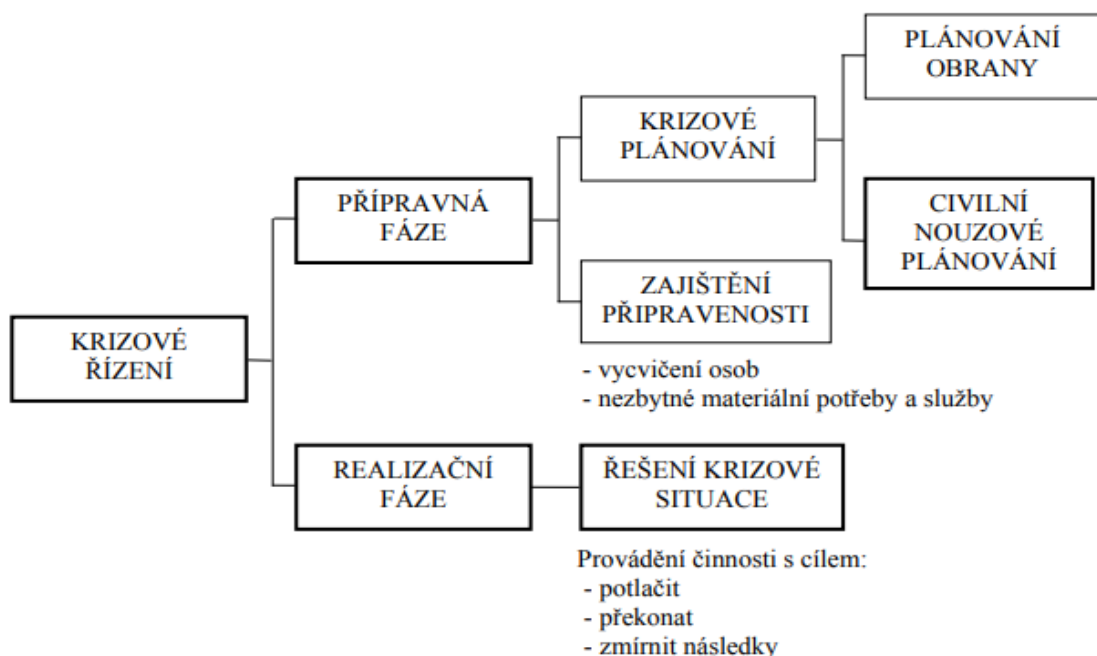 PLÁNOVÁNÍ
OBRANY
KRIZOVÉ
PLÁNOVÁNÍ
PŘÍPRAVNÁ
FÁZE
CIVILNÍ
NOUZOVÉ
PLÁNOVÁNÍ
ZAJIŠTĚNÍ
PŘIPRAVENOSTI
KRIZOVÉ
ŘÍZENÍ
- vycvičení osob
- nezbytné materiální potřeby a služby
REALIZAČNÍ
FÁZE
ŘEŠENÍ KRIZOVÉ
SITUACE
Provádění činnosti s cílem:
- potlačit
- překonat
- zmírnit následky